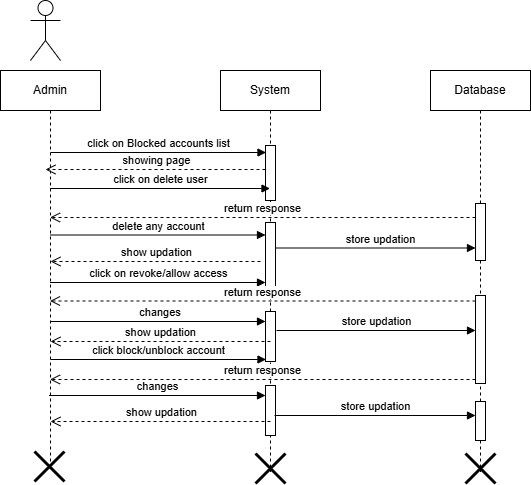 Admin
System
Database
click on Blocked accounts list
showing page
click on delete user
return response
delete any account
store updation
show updation
click on revoke/allow access
return response
changes
store updation
show updation
click block/unblock account
return response
changes
store updation
show updation